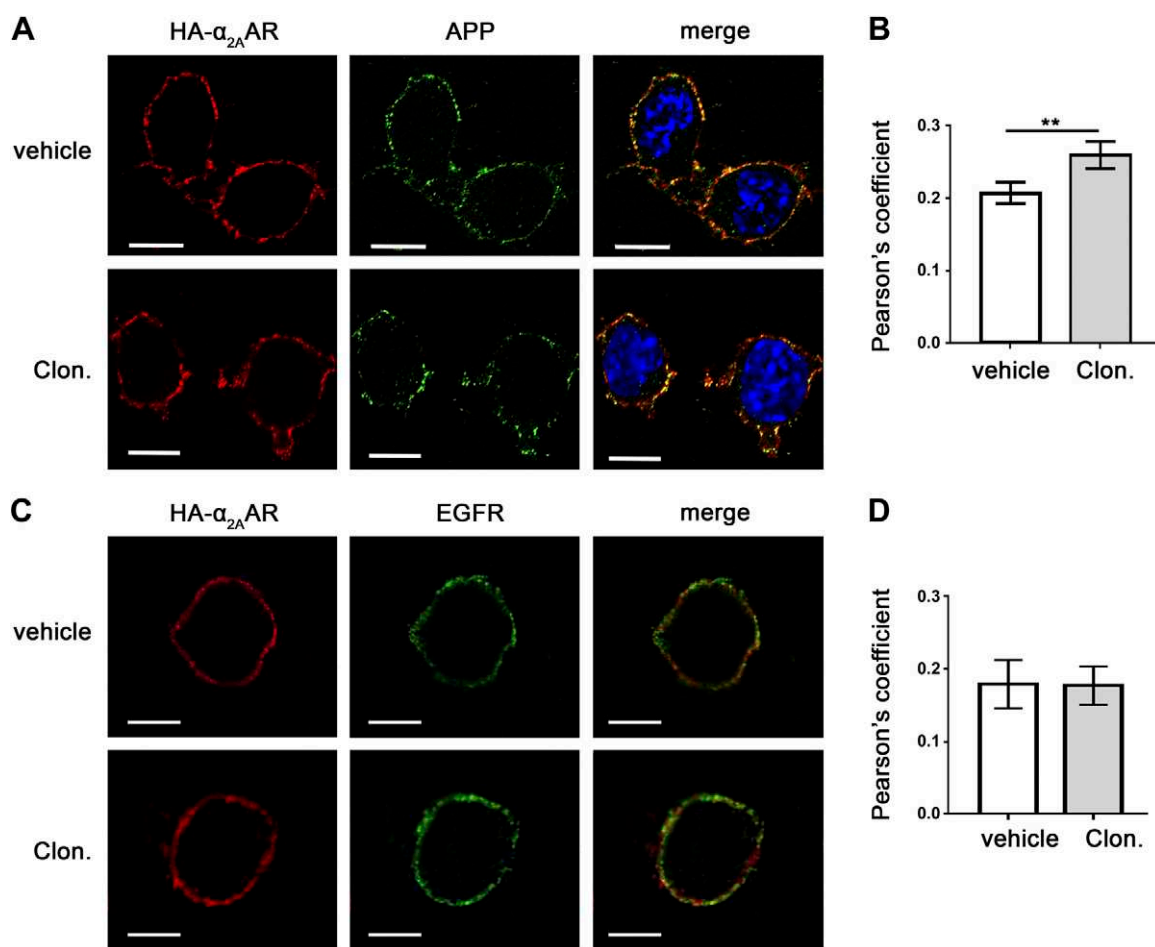 A
HA-α2AAR APP merge
vehicle
Clon.
B
Pearson's coefficient
0.3
0.2
0.1
0.0
**
vehicle Clon.
C
HA-α2AAR EGFR merge
vehicle
Clon.
D
Pearson's coefficient
0.3
0.2
0.1
0.0
vehicle Clon.